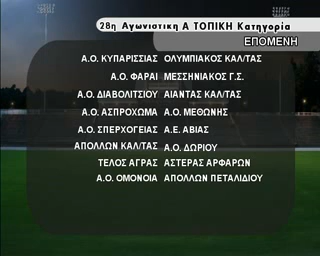 28η Αγωνιστική Α ΤΟΠΙΚΗ Κατηγορία
ΕΠΟΜΕΝΗ
Α.Ο. ΚΥΠΑΡΙΣΣΙΑΣ ΟΛΥΜΠΙΑΚΟΣ ΚΑΛ/ΤΑΣ
Α.Ο. ΦΑΡΑΙ ΜΕΣΣΗΝΙΑΚΟΣ Γ.Σ.
Α.Ο. ΔΙΑΒΟΛΙΤΣΙΟΥ ΑΙΑΝΤΑΣ ΚΑΛ/ΤΑΣ
Α.Ο. ΑΣΠΡΟΧΩΜΑ Α.Ο. ΜΕΘΩΝΗΣ
Α.Ο. ΣΠΕΡΧΟΓΕΙΑΣ Α.Ε. ΑΒΙΑΣ
ΑΠΟΛΛΩΝ ΚΑΛ/ΤΑΣ Α.Ο. ΔΩΡΙΟΥ
ΤΕΛΟΣ ΑΓΡΑΣ ΑΣΤΕΡΑΣ ΑΡΦΑΡΩΝ
Α.Ο. ΟΜΟΝΟΙΑ ΑΠΟΛΛΩΝ ΠΕΤΑΛΙΔΙΟΥ